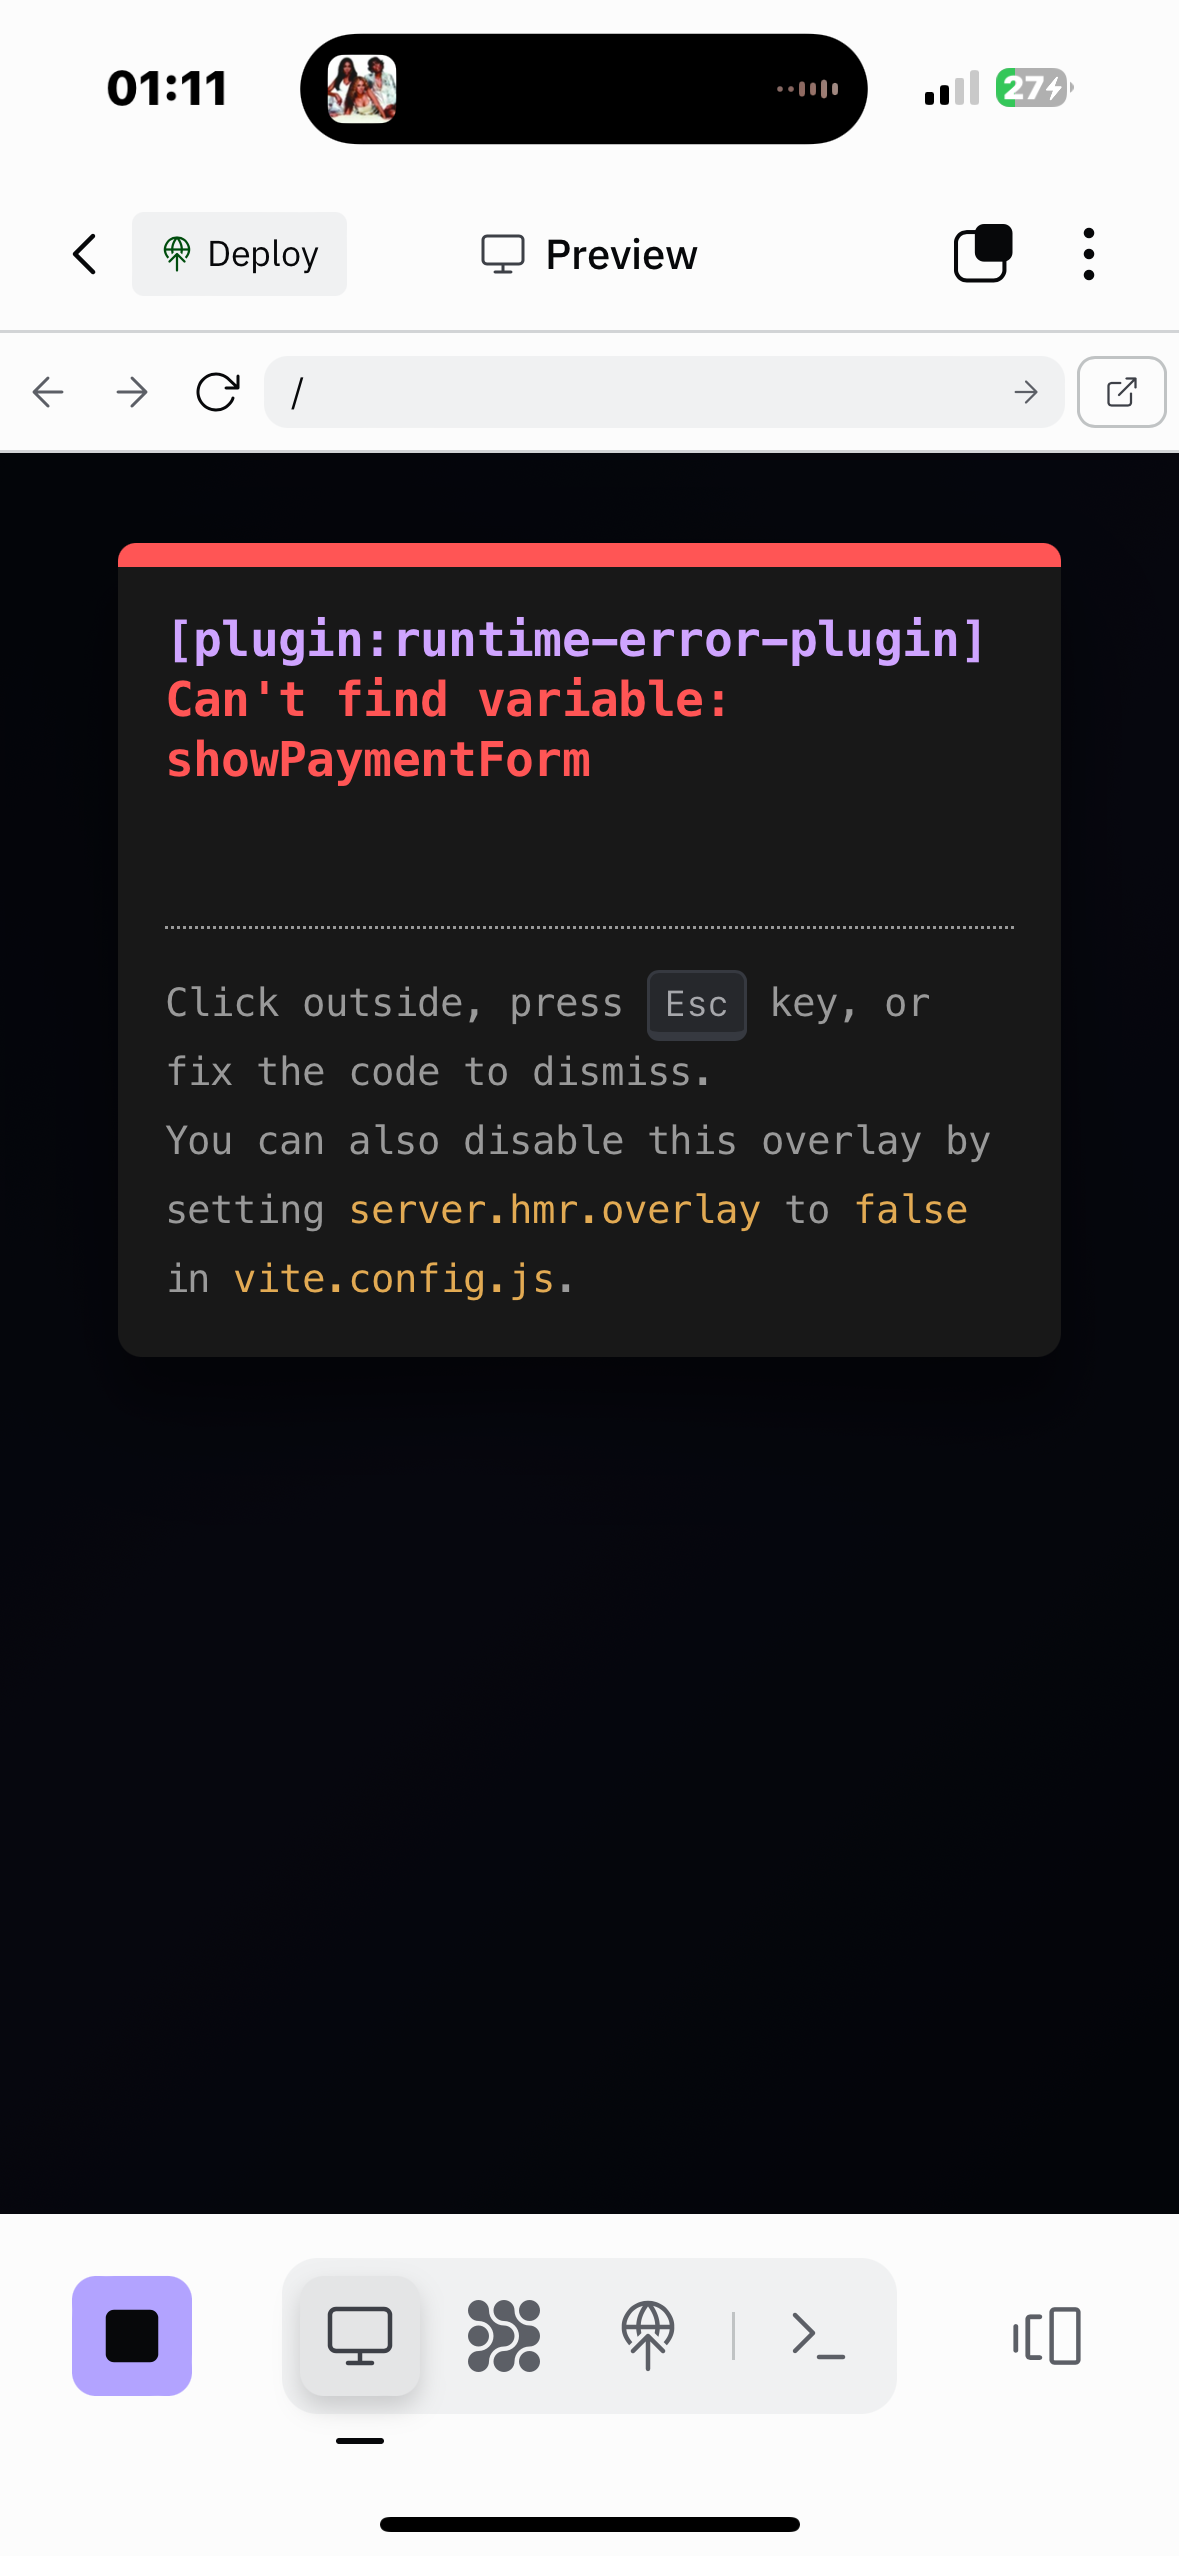 01:11
27
Deploy
Preview
/
[plugin:runtime-error-plugin]
Can't find variable:
showPaymentForm
Click outside, press Esc key, or
fix the code to dismiss.
You can also disable this overlay by
setting server.hmr.overlay to false
in vite.config.js.